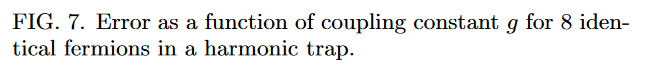 FIG. 7. Error as a function of coupling constant g for 8 iden-
tical fermions in a harmonic trap.